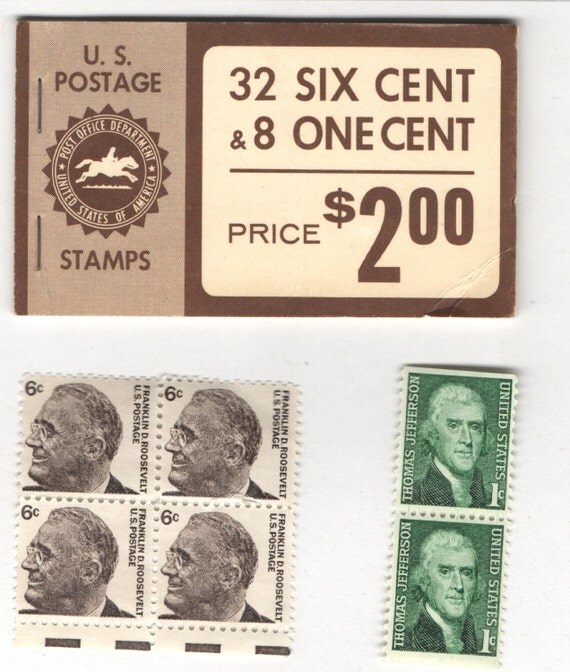 U. S.
POSTAGE
POST OFFICE DEPARTMENT
UNITED STATES OF AMERICA
STAMPS
32 SIX CENT
& 8 ONE CENT
PRICE $2.00
6c
FRANKLIN D. ROOSEVELT
U.S. POSTAGE
6c
FRANKLIN D. ROOSEVELT
U.S. POSTAGE
6c
FRANKLIN D. ROOSEVELT
U.S. POSTAGE
6c
FRANKLIN D. ROOSEVELT
U.S. POSTAGE
THOMAS JEFFERSON
UNITED STATES
1c
THOMAS JEFFERSON
UNITED STATES
1c